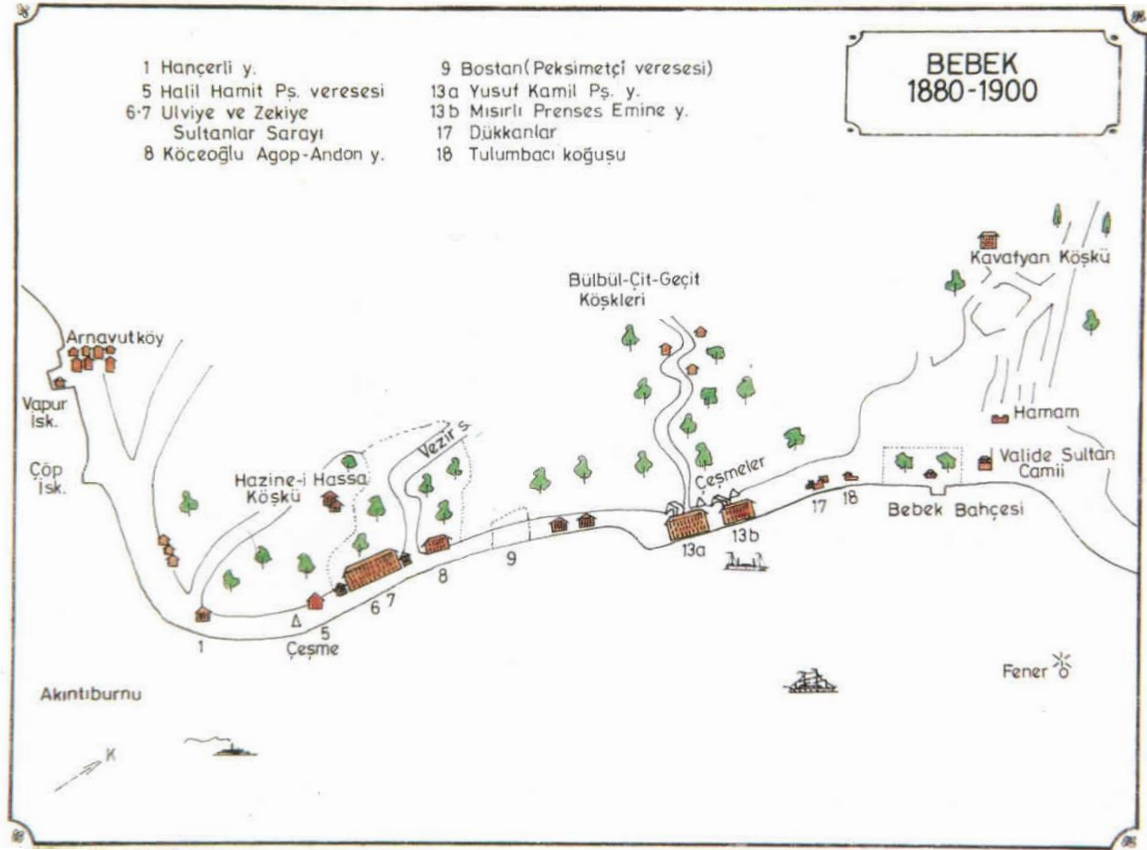 BEBEK
1880-1900
1 Hançerli y.
5 Halil Hamit Pş. veresesi
6-7 Ulviye ve Zekiye
Sultanlar Sarayı
8 Köceoğlu Agop-Andon y.
9 Bostan(Peksimetçi veresesi)
13a Yusuf Kamil Pş. y.
13b Mısırlı Prenses Emine y.
17 Dükkanlar
18 Tulumbacı koğuşu
Kavafyan Köşkü
Bülbül-Çit-Geçit
Köşkleri
Arnavutköy
Vapur
İsk.
Hamam
Vezir s.
Çöp
İsk.
Hazine-i Hassa
Köşkü
Çeşmeler
Valide Sultan
Camii
17
18
Bebek Bahçesi
13a
13b
9
8
6 7
5
1
Çeşme
Fener
Akıntıburnu
K